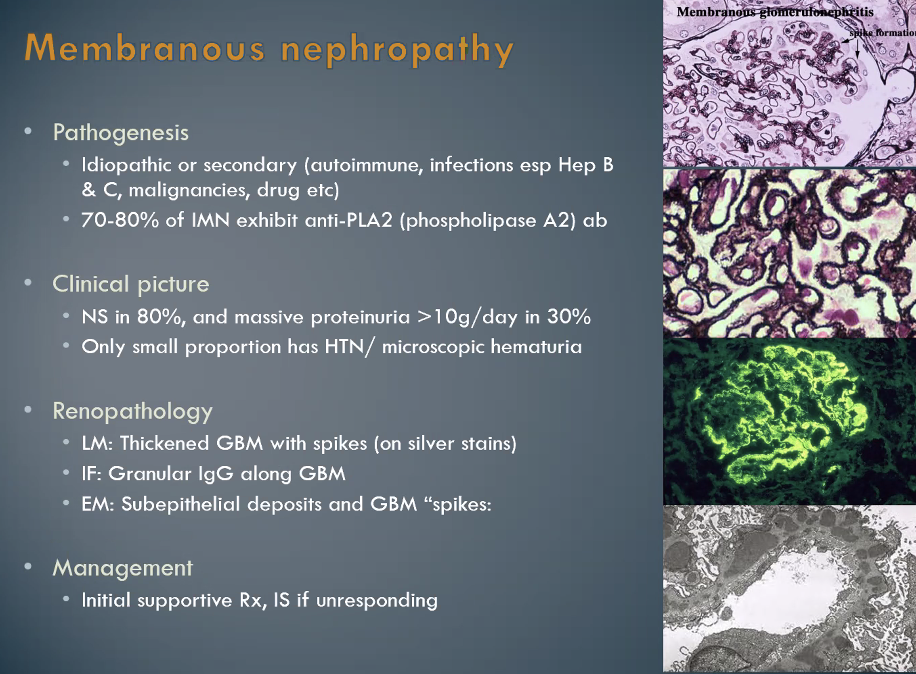 Membranous nephropathy
Membranous glomerulonephritis
spike formation
• Pathogenesis
• Idiopathic or secondary (autoimmune, infections esp Hep B
& C, malignancies, drug etc)
• 70-80% of IMN exhibit anti-PLA2 (phospholipase A2) ab
• Clinical picture
• NS in 80%, and massive proteinuria >10g/day in 30%
• Only small proportion has HTN/ microscopic hematuria
• Renopathology
• LM: Thickened GBM with spikes (on silver stains)
• IF: Granular IgG along GBM
• EM: Subepithelial deposits and GBM “spikes:
• Management
• Initial supportive Rx, IS if unresponding